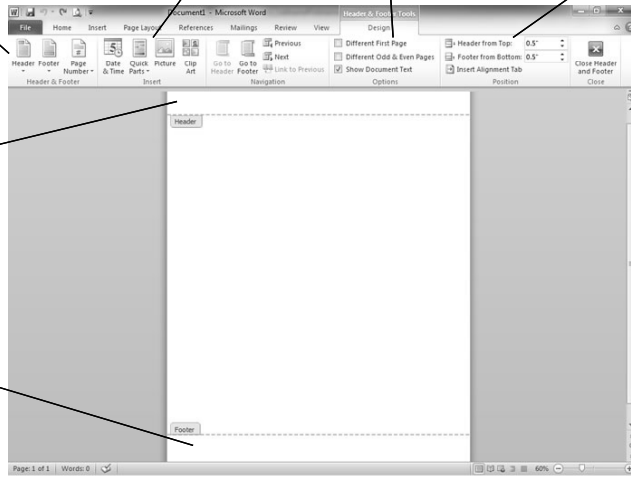 Document1 - Microsoft Word
Header & Footer Tools
File Home Insert Page Layout References Mailings Review View Design
Header Footer Page Number
Date & Time Quick Parts Picture Clip Art
Go to Header Go to Footer Previous Next Link to Previous
Different First Page
Different Odd & Even Pages
Show Document Text
Header from Top: 0.5"
Footer from Bottom: 0.5"
Insert Alignment Tab
Close Header and Footer
Header & Footer Insert Navigation Options Position Close
Header
Footer
Page: 1 of 1 Words: 0 60%